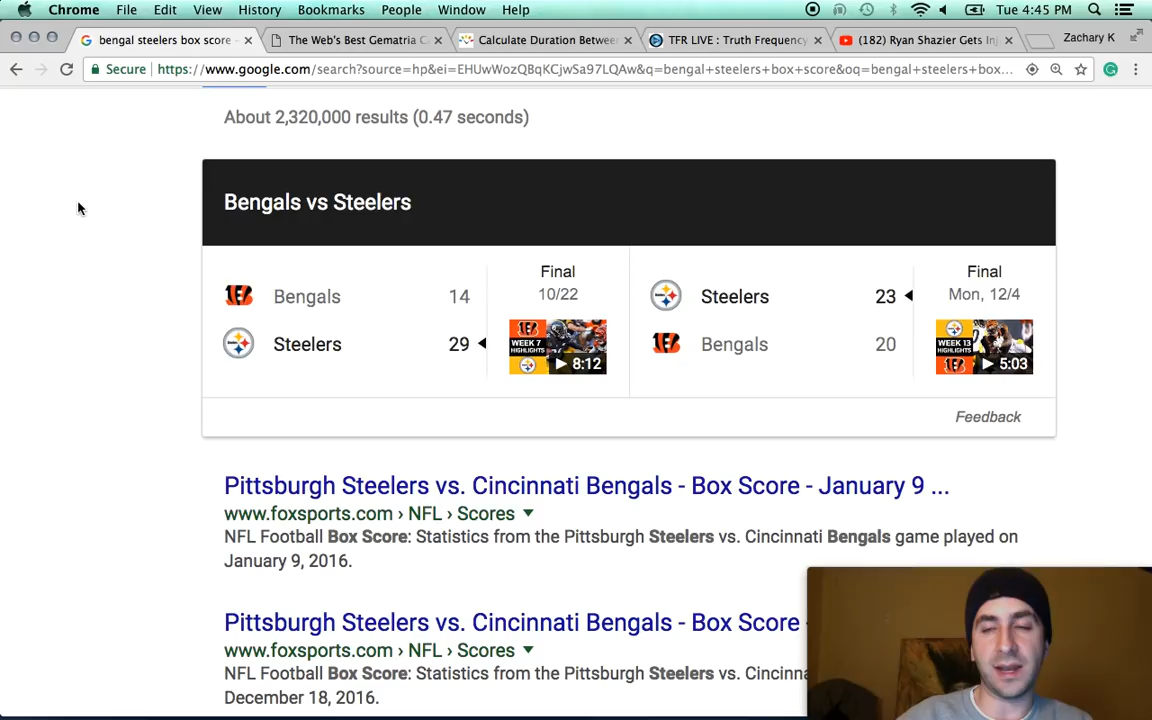 Chrome File Edit View History Bookmarks People Window Help Tue 4:45 PM
bengal steelers box score - The Web's Best Gematria C Calculate Duration Betwee TFR LIVE : Truth Frequency (182) Ryan Shazier Gets Inj Zachary K
Secure https://www.google.com/search?source=hp&ei=EHUwWozQBqKCjwSa97LQAw&q=bengal+steelers+box+score&oq=bengal+steelers+box...
About 2,320,000 results (0.47 seconds)
Bengals vs Steelers
Bengals 14
Steelers 29
Final
10/22
WEEK 7
HIGHLIGHTS
8:12
Steelers 23
Bengals 20
Final
Mon, 12/4
WEEK 13
HIGHLIGHTS
5:03
Feedback
Pittsburgh Steelers vs. Cincinnati Bengals - Box Score - January 9 ...
www.foxsports.com › NFL › Scores
NFL Football Box Score: Statistics from the Pittsburgh Steelers vs. Cincinnati Bengals game played on
January 9, 2016.
Pittsburgh Steelers vs. Cincinnati Bengals - Box Score
www.foxsports.com › NFL › Scores
NFL Football Box Score: Statistics from the Pittsburgh Steelers vs. Cincinna
December 18, 2016.